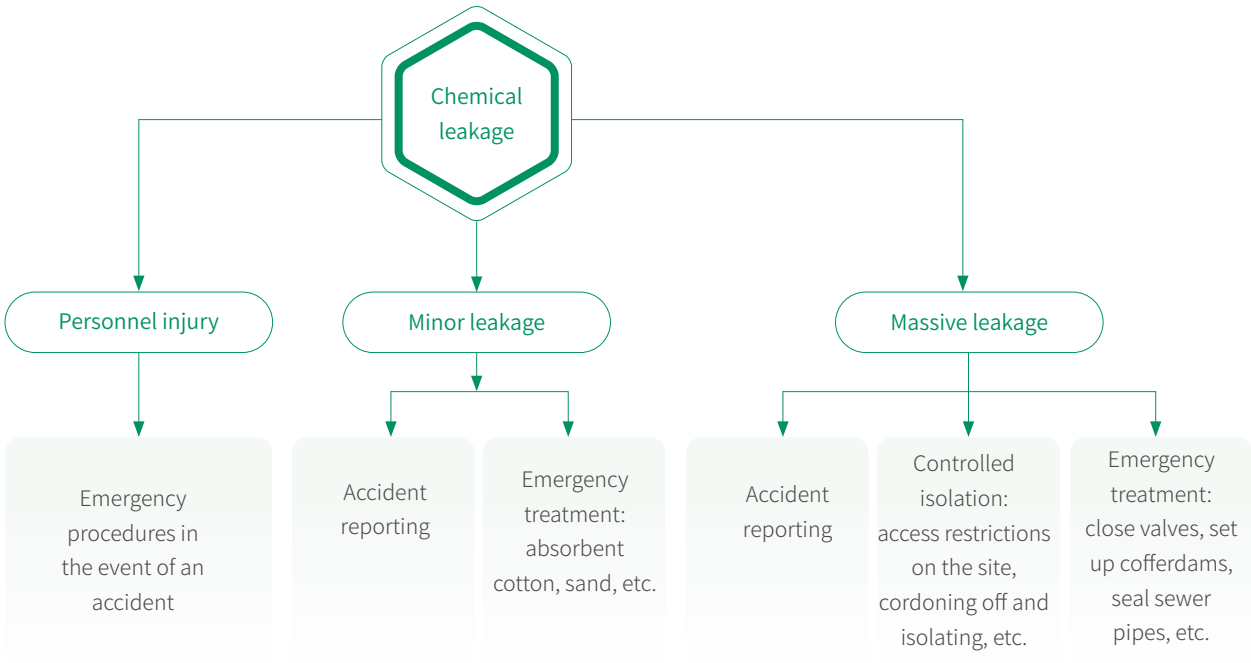 Chemical
leakage
Personnel injury
Minor leakage
Massive leakage
Emergency
procedures in
the event of an
accident
Accident
reporting
Emergency
treatment:
absorbent
cotton, sand, etc.
Accident
reporting
Controlled
isolation:
access restrictions
on the site,
cordoning off and
isolating, etc.
Emergency
treatment:
close valves, set
up cofferdams,
seal sewer
pipes, etc.